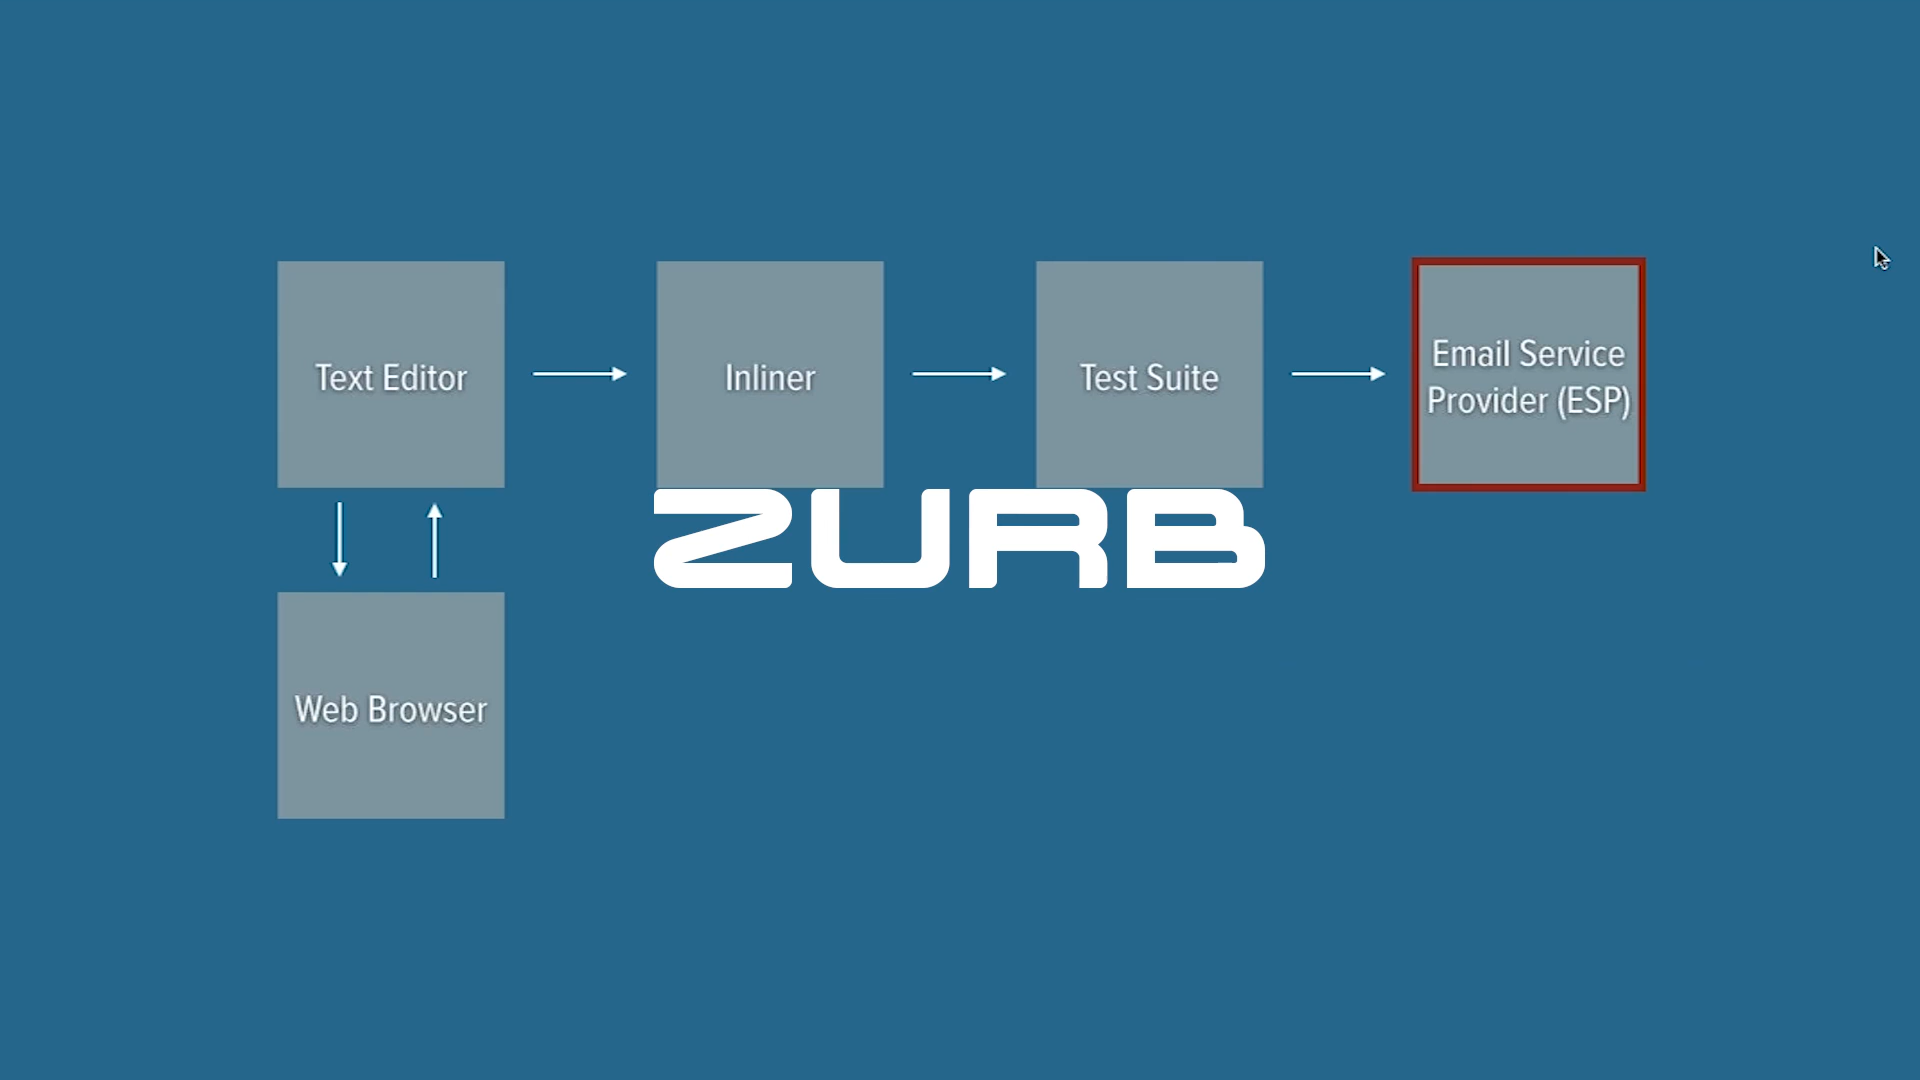 Text Editor
Inliner
Test Suite
Email Service
Provider (ESP)
ZURB
Web Browser